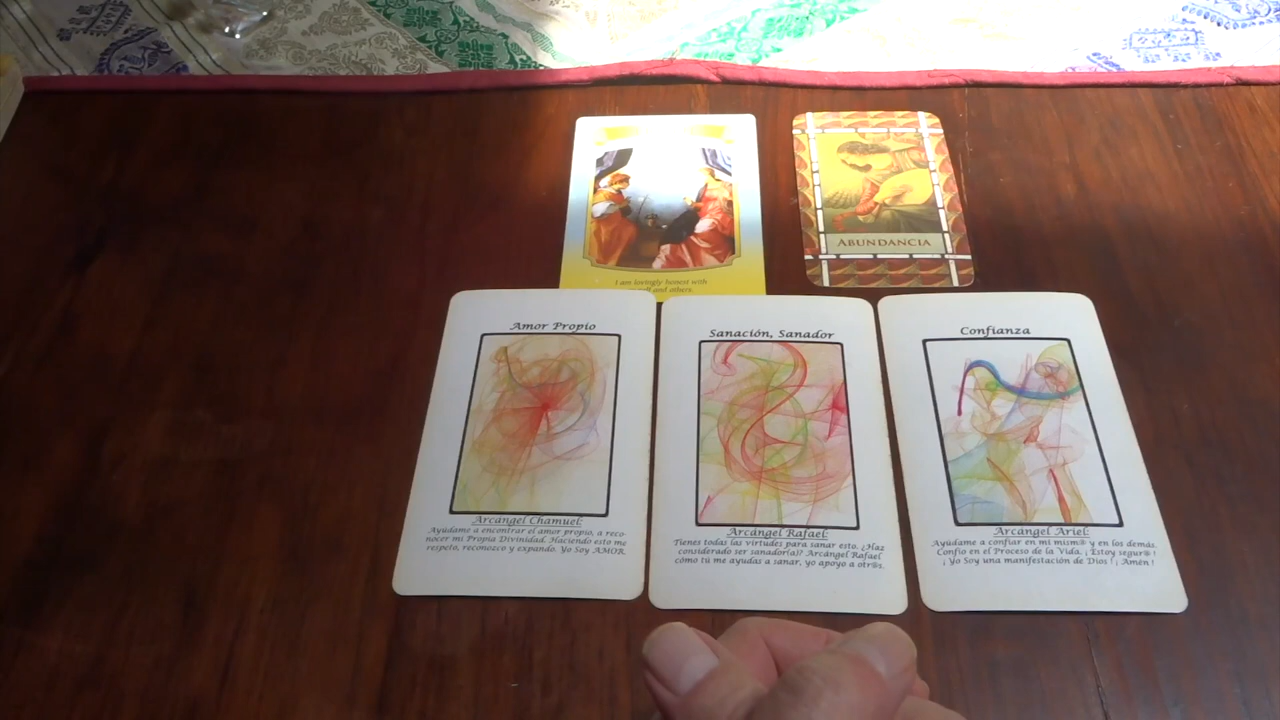 I am lovingly honest with
and others.
ABUNDANCIA
Amor Propio
Arcángel Chamuel:
Ayúdame a encontrar el amor propio, a reco-
nocer mi Propia Divinidad. Haciendo esto me
respeto, reconozco y expando. Yo Soy AMOR.
Sanación, Sanador
Arcángel Rafael:
Tienes todas las virtudes para sanar esto. ¿Haz
considerado ser sanador(a)? Arcángel Rafael
cómo tú me ayudas a sanar, yo apoyo a otr@s.
Confianza
Arcángel Ariel:
Ayúdame a confiar en mi mism@ y en los demás.
Confío en el Proceso de la Vida. ¡ Estoy segur@ !
¡ Yo Soy una manifestación de Dios ! ¡ Amén !